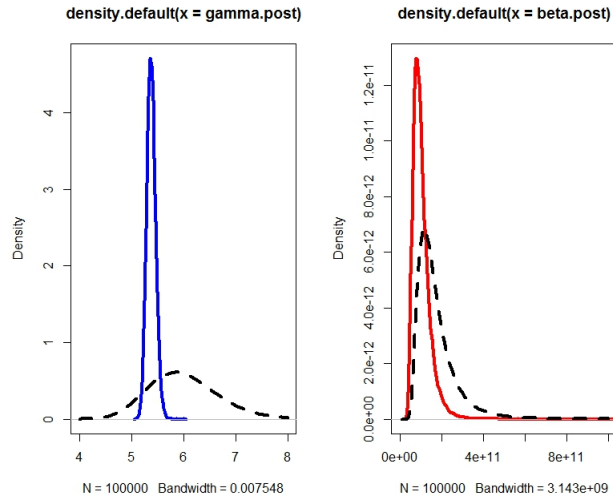 density.default(x = gamma.post)
Density
0
1
2
3
4
4
5
6
7
8
N = 100000 Bandwidth = 0.007548
density.default(x = beta.post)
Density
0.0e+00
2.0e-12
4.0e-12
6.0e-12
8.0e-12
1.0e-11
1.2e-11
0e+00
4e+11
8e+11
N = 100000 Bandwidth = 3.143e+09